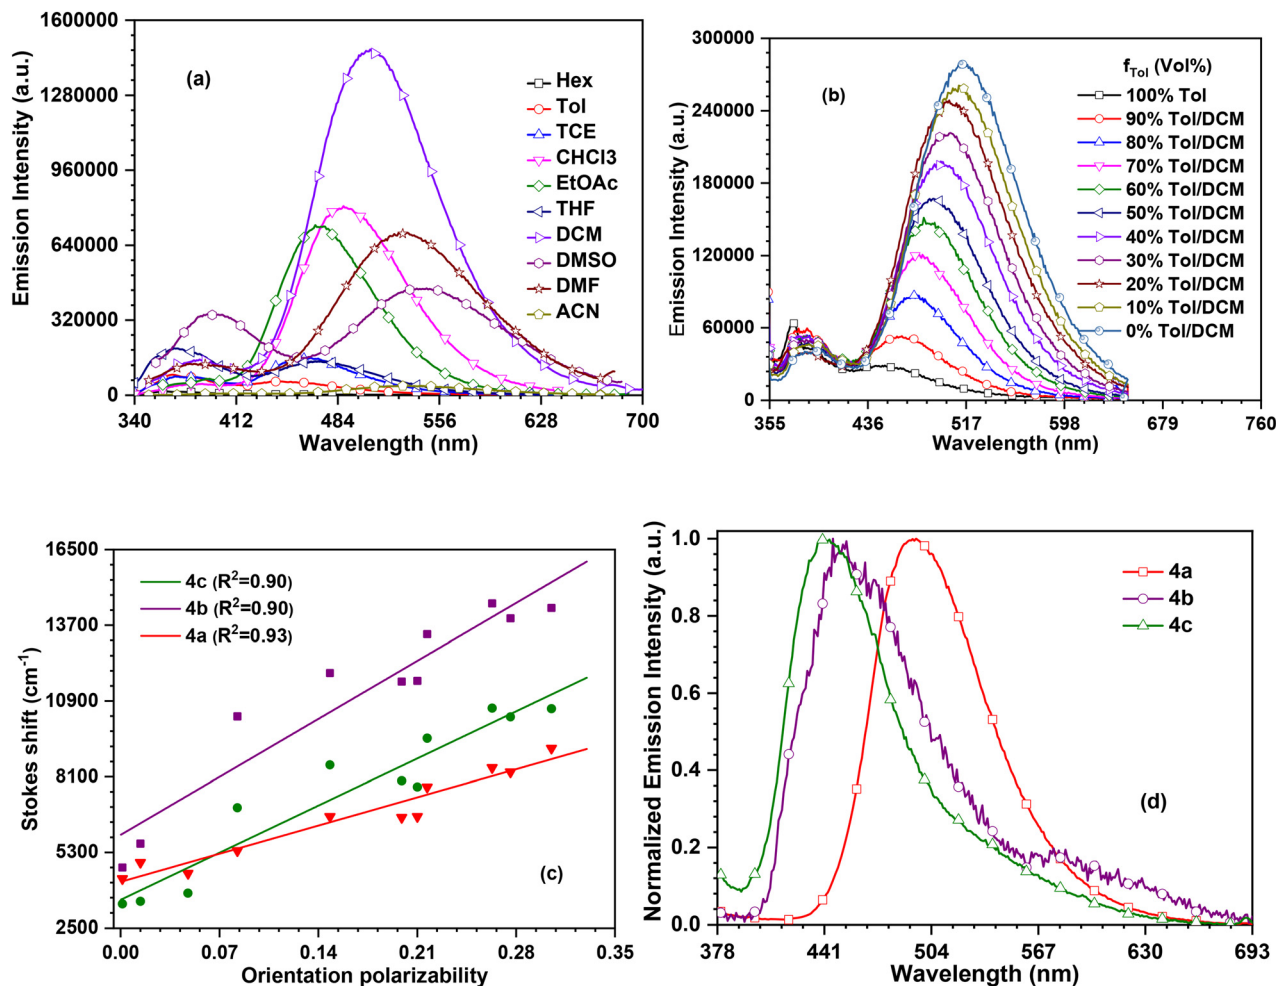 1600000
1280000
960000
640000
320000
0
Emission Intensity (a.u.)
(a)
Hex
Tol
TCE
CHCl3
EtOAc
THF
DCM
DMSO
DMF
ACN
340 412 484 556 628 700
Wavelength (nm)
300000
240000
180000
120000
60000
0
Emission Intensity (a.u.)
(b)
f_Tol (Vol%)
100% Tol
90% Tol/DCM
80% Tol/DCM
70% Tol/DCM
60% Tol/DCM
50% Tol/DCM
40% Tol/DCM
30% Tol/DCM
20% Tol/DCM
10% Tol/DCM
0% Tol/DCM
355 436 517 598 679 760
Wavelength (nm)
16500
13700
10900
8100
5300
2500
Stokes shift (cm⁻¹)
4c (R²=0.90)
4b (R²=0.90)
4a (R²=0.93)
(c)
0.00 0.07 0.14 0.21 0.28 0.35
Orientation polarizability
1.0
0.8
0.6
0.4
0.2
0.0
Normalized Emission Intensity (a.u.)
4a
4b
4c
(d)
378 441 504 567 630 693
Wavelength (nm)